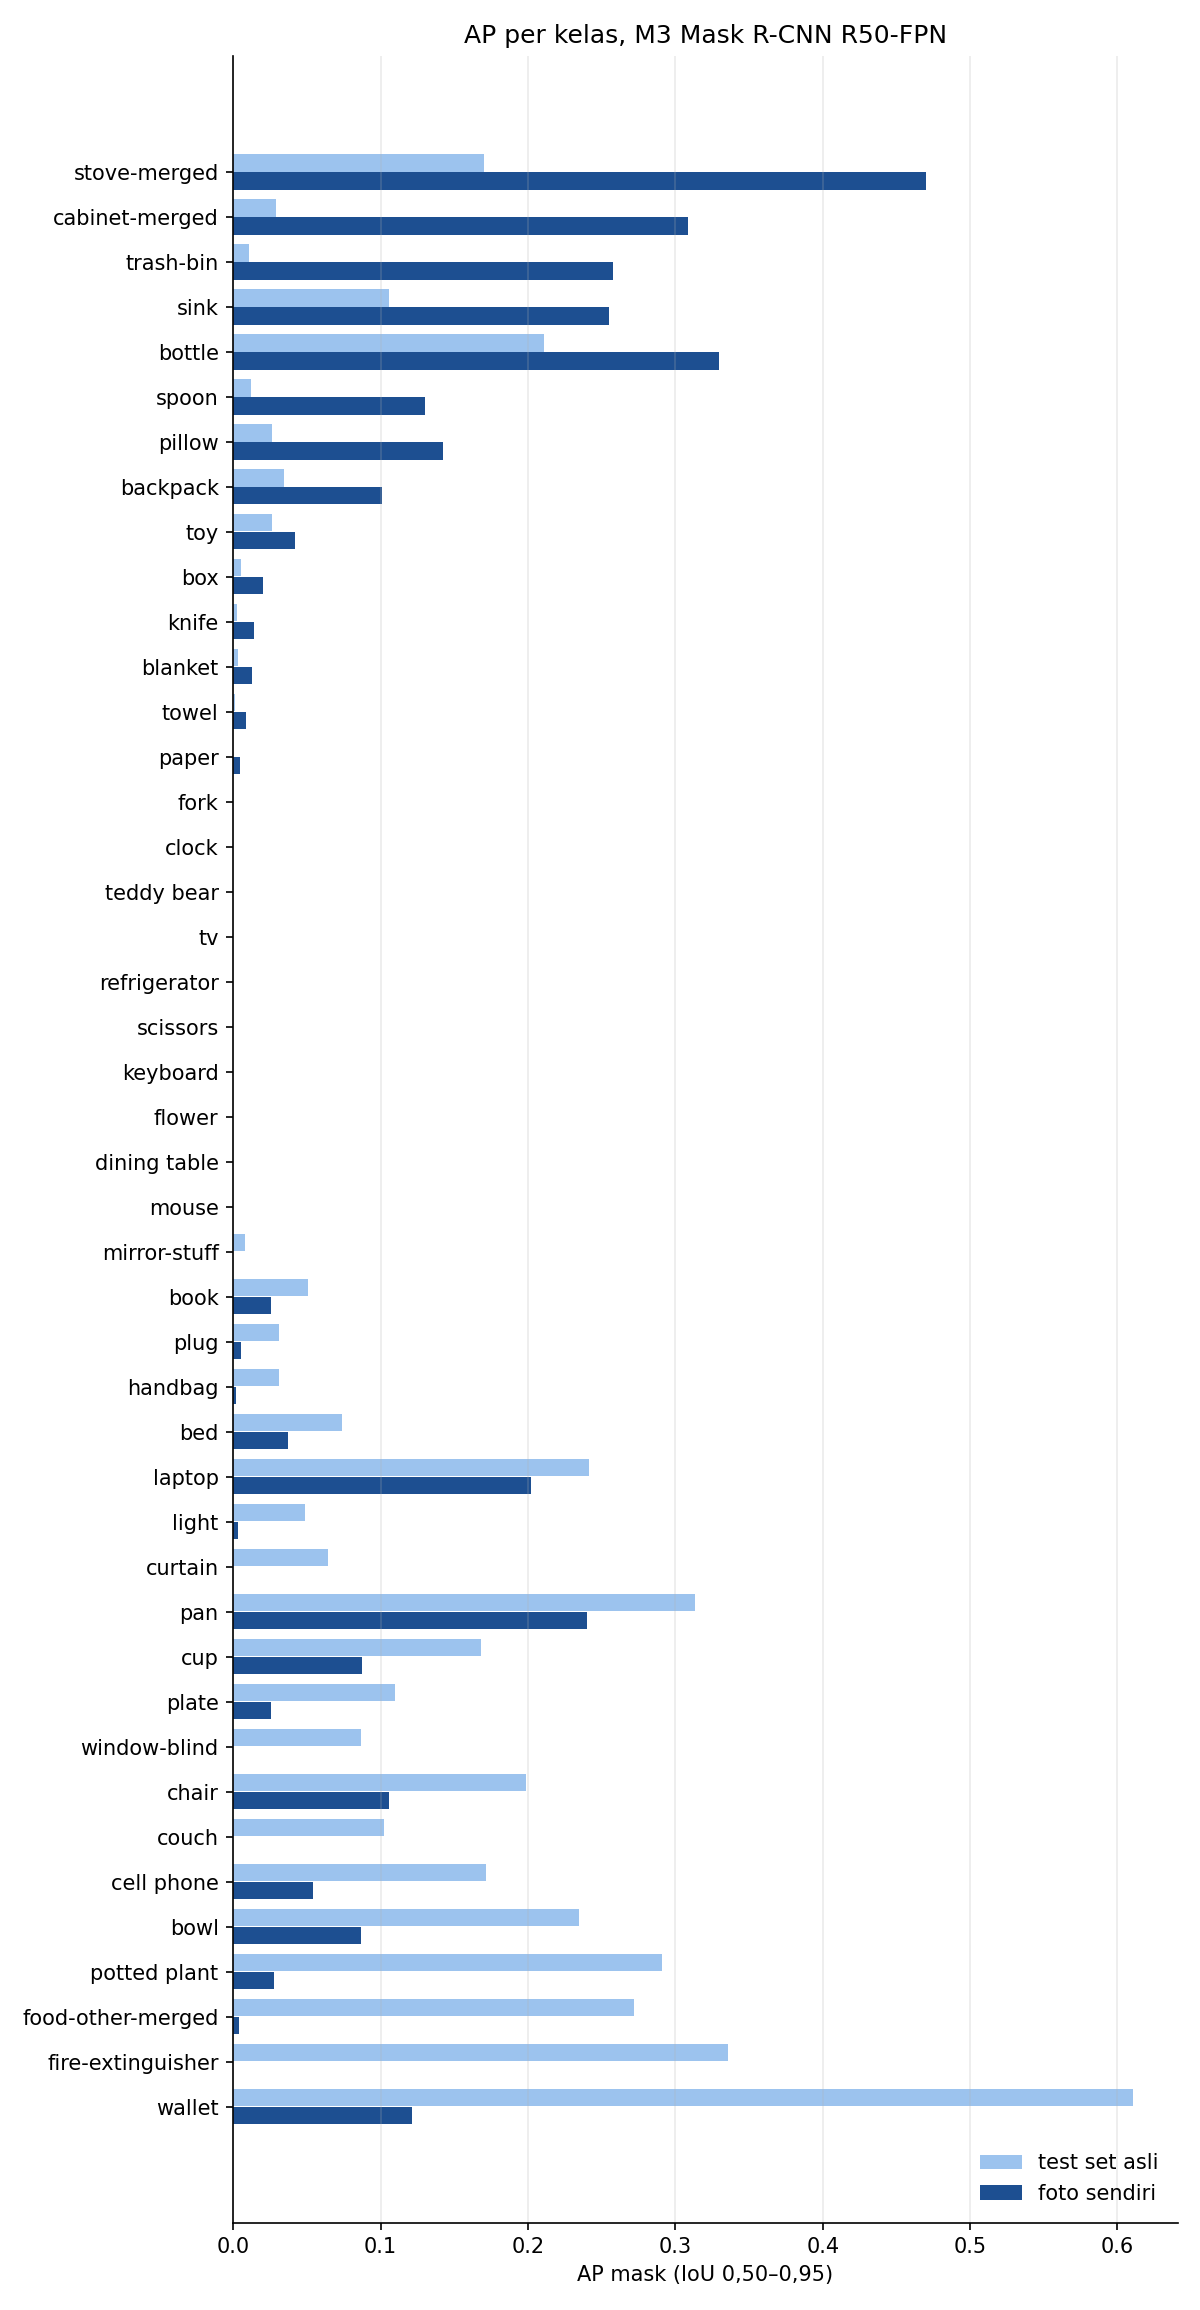 AP per kelas, M3 Mask R-CNN R50-FPN
stove-merged
cabinet-merged
trash-bin
sink
bottle
spoon
pillow
backpack
toy
box
knife
blanket
towel
paper
fork
clock
teddy bear
tv
refrigerator
scissors
keyboard
flower
dining table
mouse
mirror-stuff
book
plug
handbag
bed
laptop
light
curtain
pan
cup
plate
window-blind
chair
couch
cell phone
bowl
potted plant
food-other-merged
fire-extinguisher
wallet
test set asli
foto sendiri
0.0 0.1 0.2 0.3 0.4 0.5 0.6
AP mask (IoU 0,50–0,95)